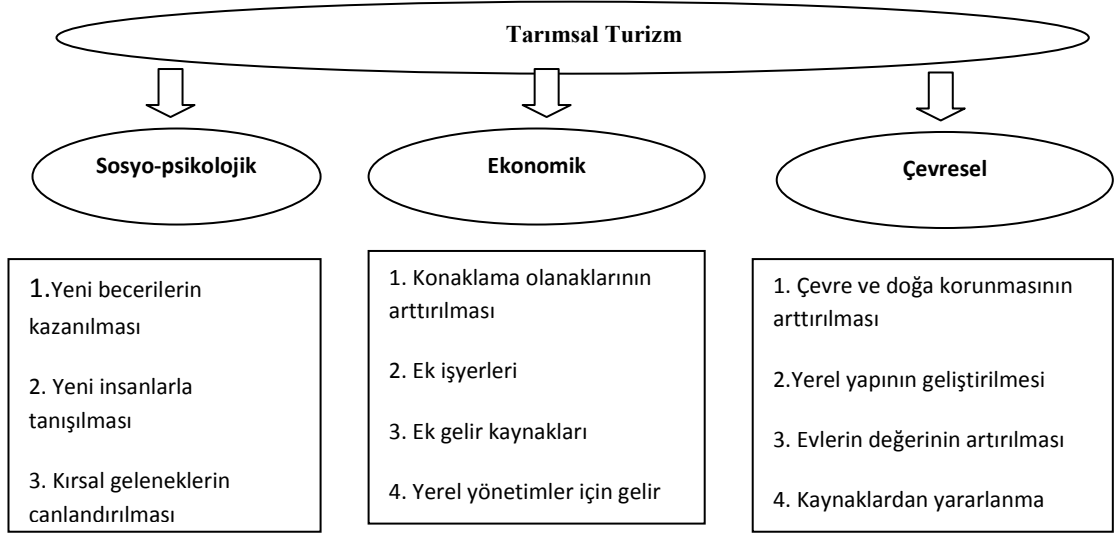 Tarımsal Turizm
Sosyo-psikolojik
Ekonomik
Çevresel
1.Yeni becerilerin
kazanılması
2. Yeni insanlarla
tanışılması
3. Kırsal geleneklerin
canlandırılması
1. Konaklama olanaklarının
arttırılması
2. Ek işyerleri
3. Ek gelir kaynakları
4. Yerel yönetimler için gelir
1. Çevre ve doğa korunmasının
arttırılması
2.Yerel yapının geliştirilmesi
3. Evlerin değerinin artırılması
4. Kaynaklardan yararlanma